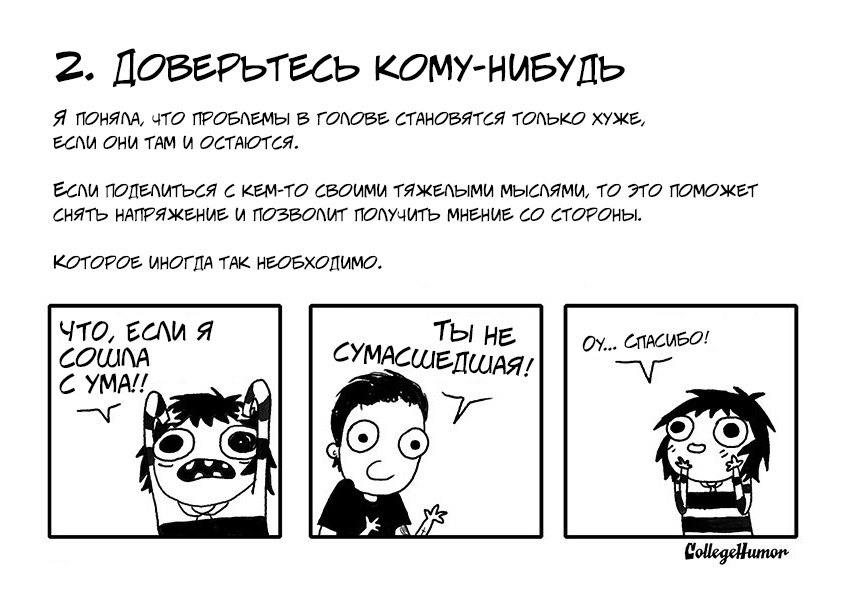 2. Доверьтесь кому-нибудь
Я поняла, что проблемы в голове становятся только хуже,
если они там и остаются.
Если поделиться с кем-то своими тяжелыми мыслями, то это поможет
снять напряжение и позволит получить мнение со стороны.
Которое иногда так необходимо.
Что, если я
сошла
с ума!!
Ты не
сумасшедшая!
Оу... спасибо!
CollegeHumor